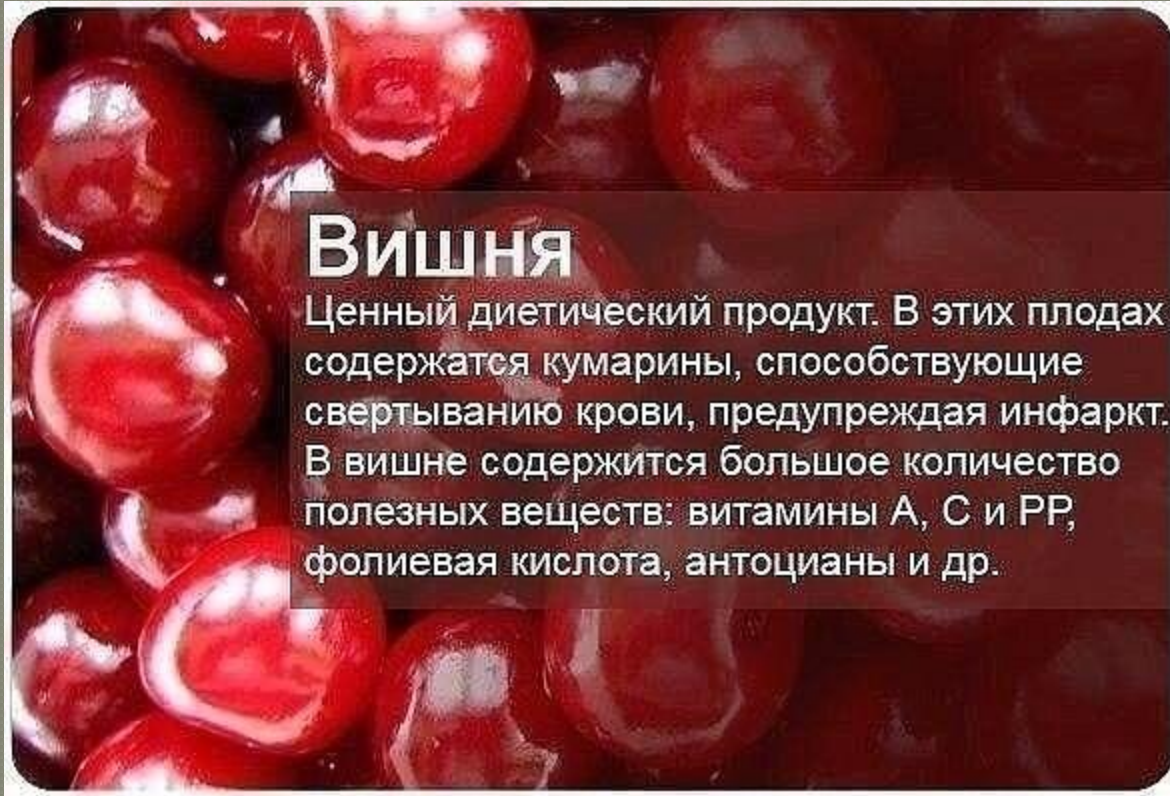 Вишня
Ценный диетический продукт. В этих плодах
содержатся кумарины, способствующие
свертыванию крови, предупреждая инфаркт.
В вишне содержится большое количество
полезных веществ: витамины А, С и РР,
фолиевая кислота, антоцианы и др.